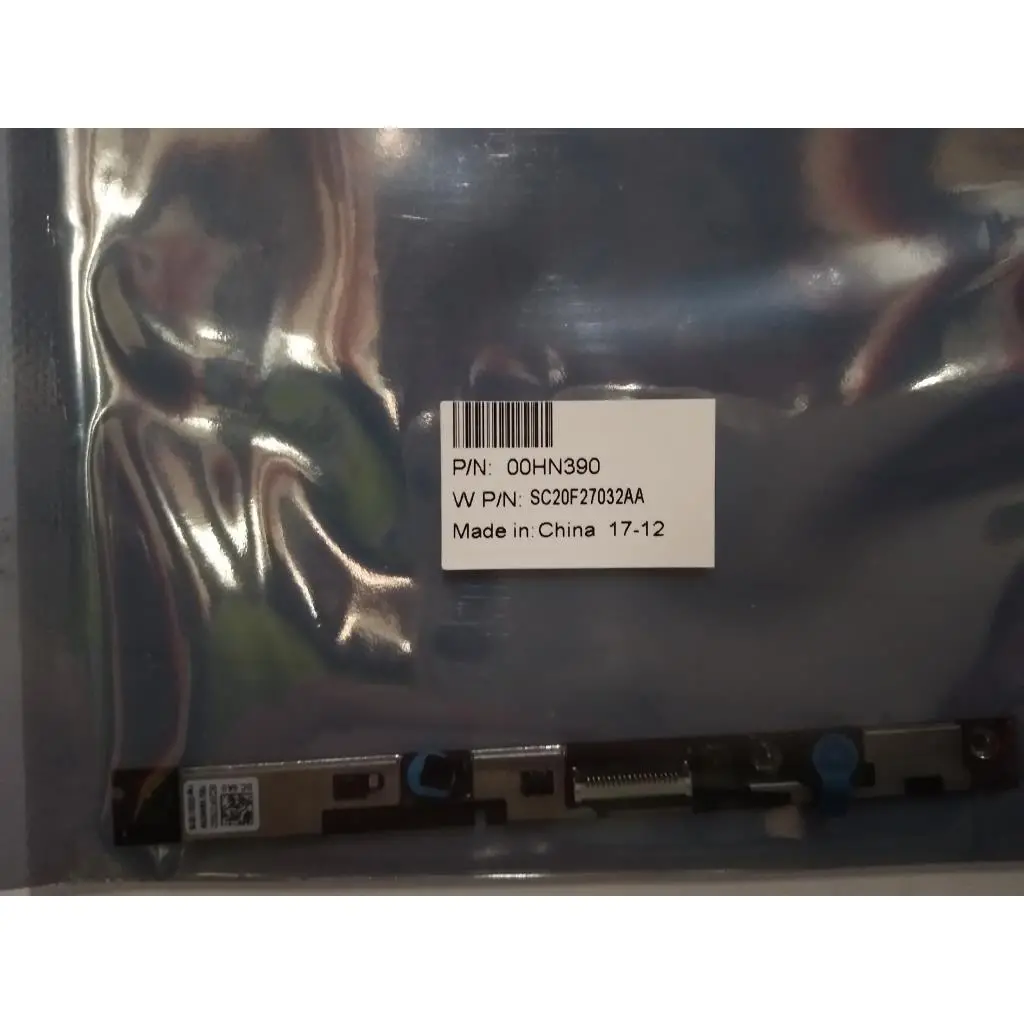 P/N: 00HN390
W P/N: SC20F27032AA
Made in: China 17-12